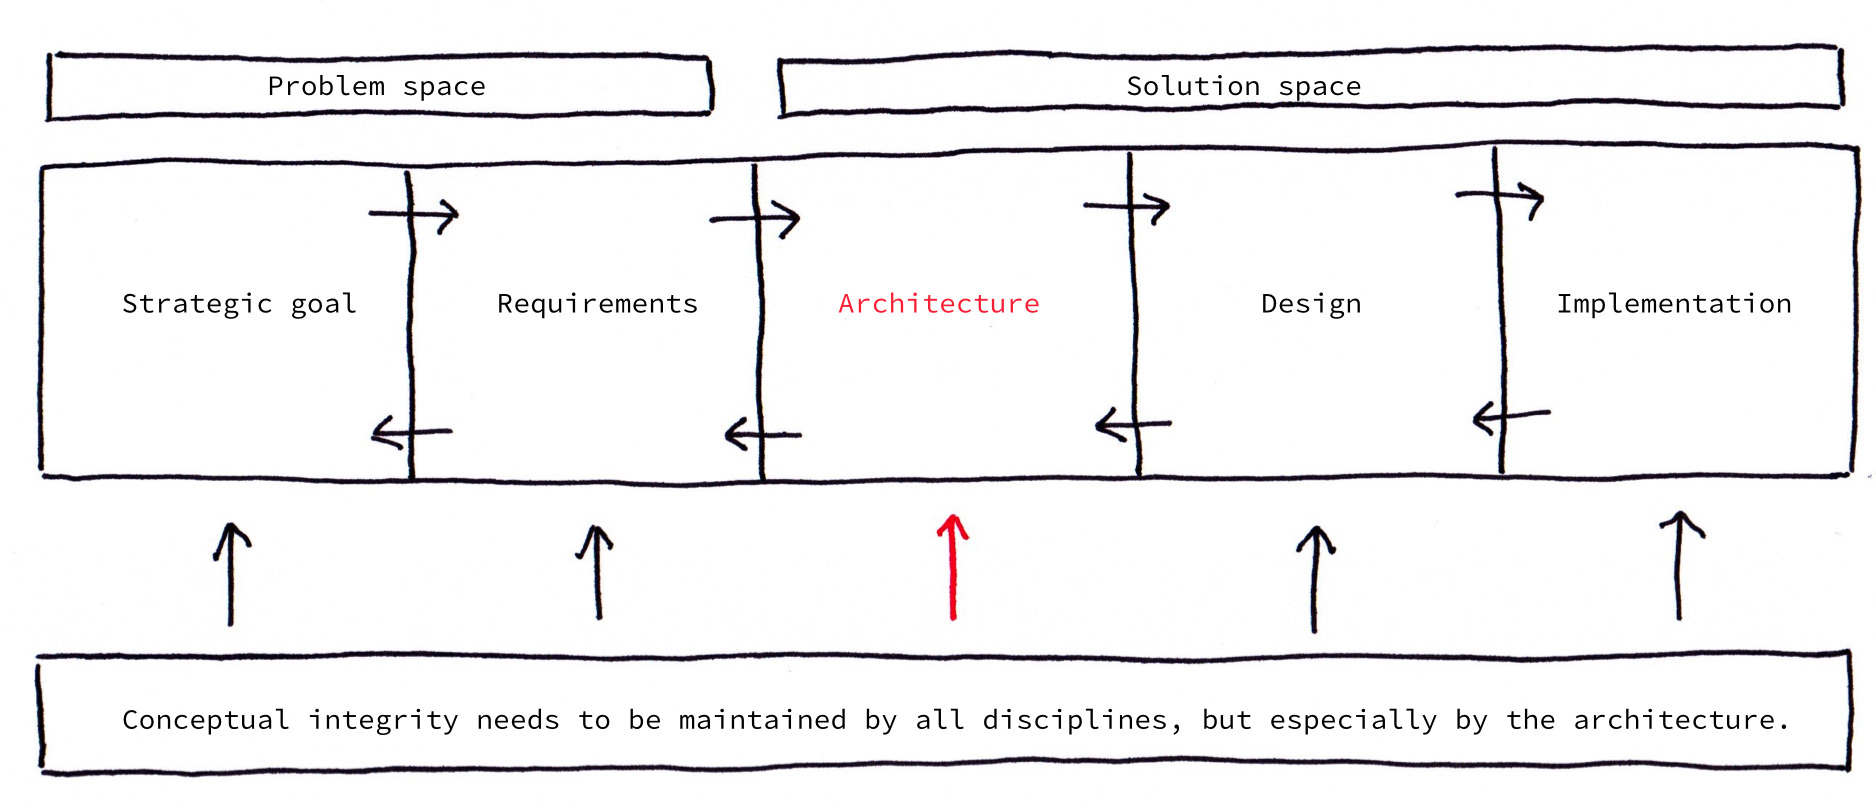 Problem space
Solution space
Strategic goal
Requirements
Architecture
Design
Implementation
Conceptual integrity needs to be maintained by all disciplines, but especially by the architecture.